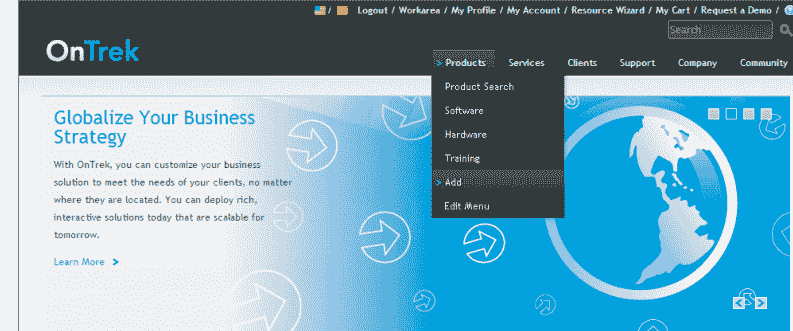 / Logout / Workarea / My Profile / My Account / Resource Wizard / My Cart / Request a Demo /
Search
OnTrek
> Products Services Clients Support Company Community
Product Search
Software
Hardware
Training
> Add
Edit Menu
Globalize Your Business
Strategy
With OnTrek, you can customize your business
solution to meet the needs of your clients, no matter
where they are located. You can deploy rich,
interactive solutions today that are scalable for
tomorrow.
Learn More >